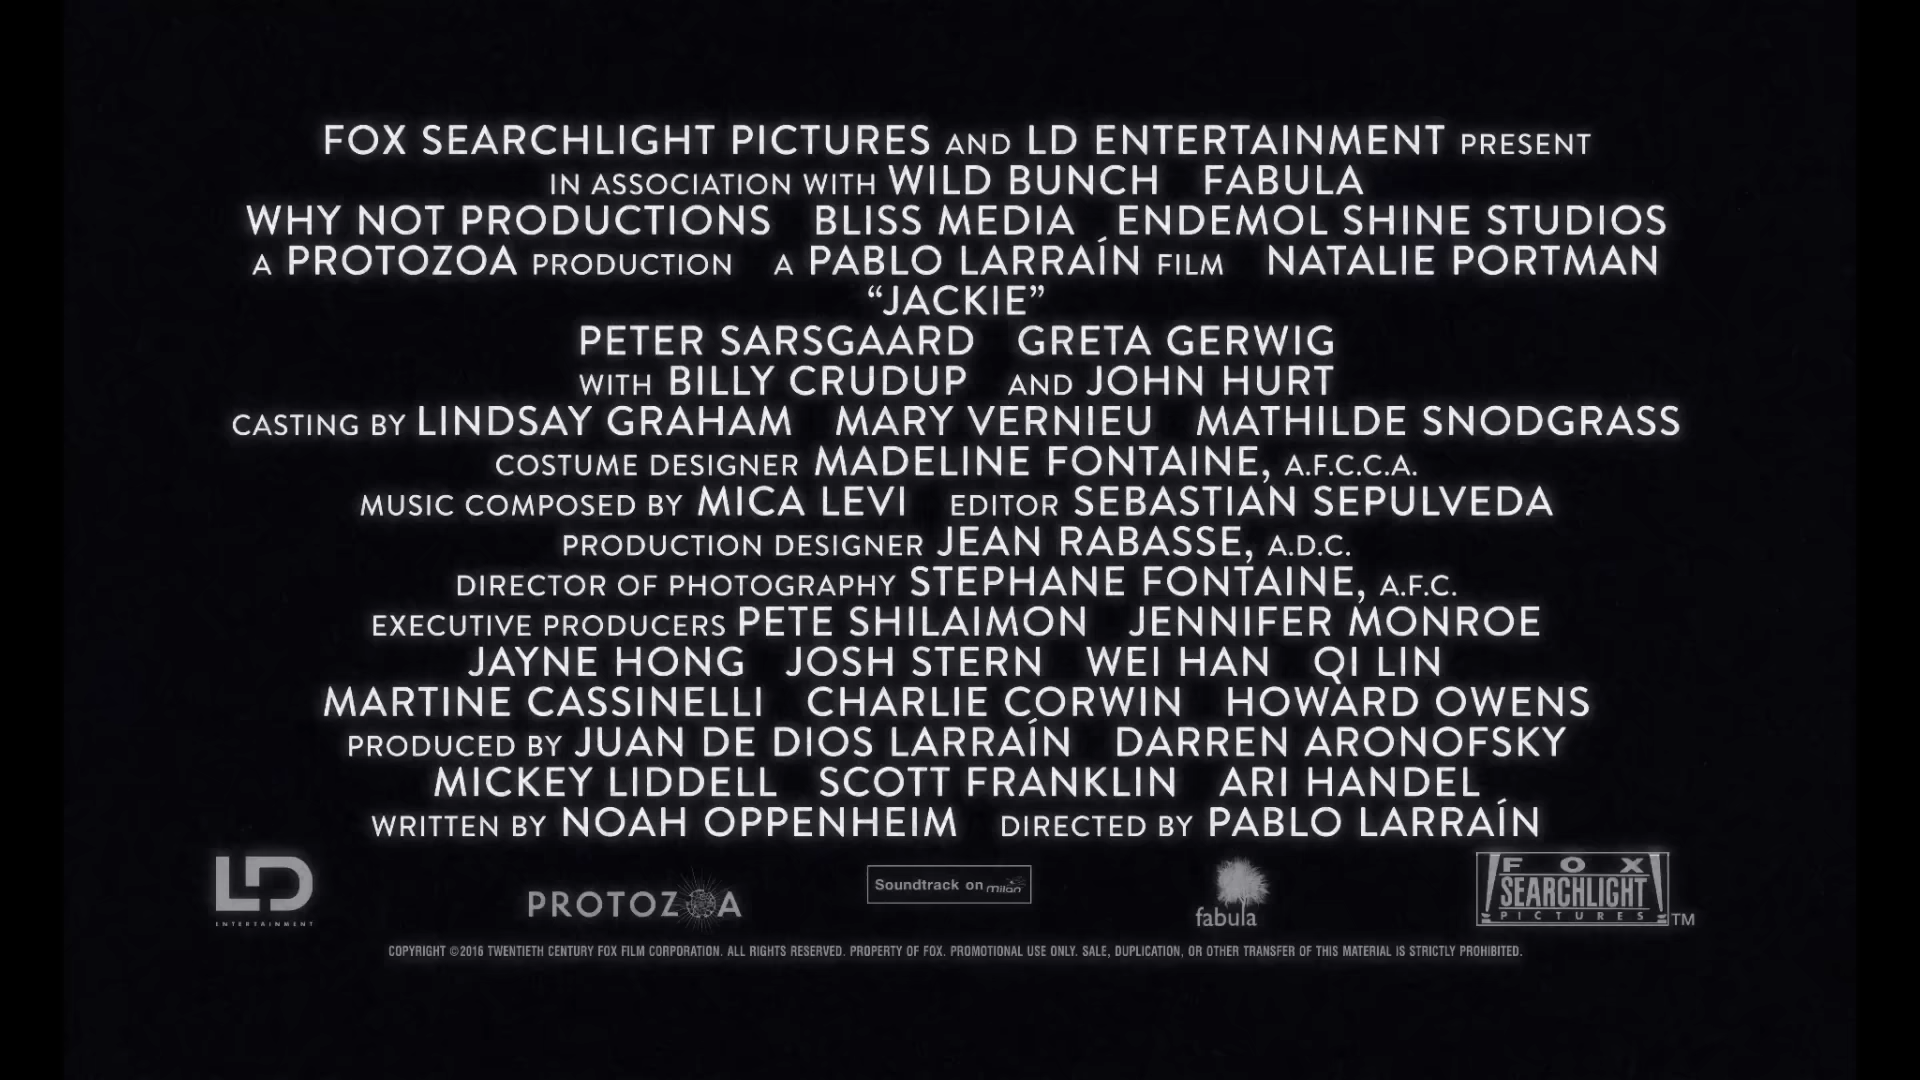 FOX SEARCHLIGHT PICTURES AND LD ENTERTAINMENT PRESENT
IN ASSOCIATION WITH WILD BUNCH FABULA
WHY NOT PRODUCTIONS BLISS MEDIA ENDEMOL SHINE STUDIOS
A PROTOZOA PRODUCTION A PABLO LARRAÍN FILM NATALIE PORTMAN
“JACKIE”
PETER SARSGAARD GRETA GERWIG
WITH BILLY CRUDUP AND JOHN HURT
CASTING BY LINDSAY GRAHAM MARY VERNIEU MATHILDE SNODGRASS
COSTUME DESIGNER MADELINE FONTAINE, A.F.C.C.A.
MUSIC COMPOSED BY MICA LEVI EDITOR SEBASTIAN SEPULVEDA
PRODUCTION DESIGNER JEAN RABASSE, A.D.C.
DIRECTOR OF PHOTOGRAPHY STEPHANE FONTAINE, A.F.C.
EXECUTIVE PRODUCERS PETE SHILAIMON JENNIFER MONROE
JAYNE HONG JOSH STERN WEI HAN QI LIN
MARTINE CASSINELLI CHARLIE CORWIN HOWARD OWENS
PRODUCED BY JUAN DE DIOS LARRAÍN DARREN ARONOFSKY
MICKEY LIDDELL SCOTT FRANKLIN ARI HANDEL
WRITTEN BY NOAH OPPENHEIM DIRECTED BY PABLO LARRAÍN
LD
ENTERTAINMENT
PROTOZOA
Soundtrack on milan
fabula
FOX
SEARCHLIGHT
PICTURES TM
COPYRIGHT ©2016 TWENTIETH CENTURY FOX FILM CORPORATION. ALL RIGHTS RESERVED. PROPERTY OF FOX. PROMOTIONAL USE ONLY. SALE, DUPLICATION, OR OTHER TRANSFER OF THIS MATERIAL IS STRICTLY PROHIBITED.